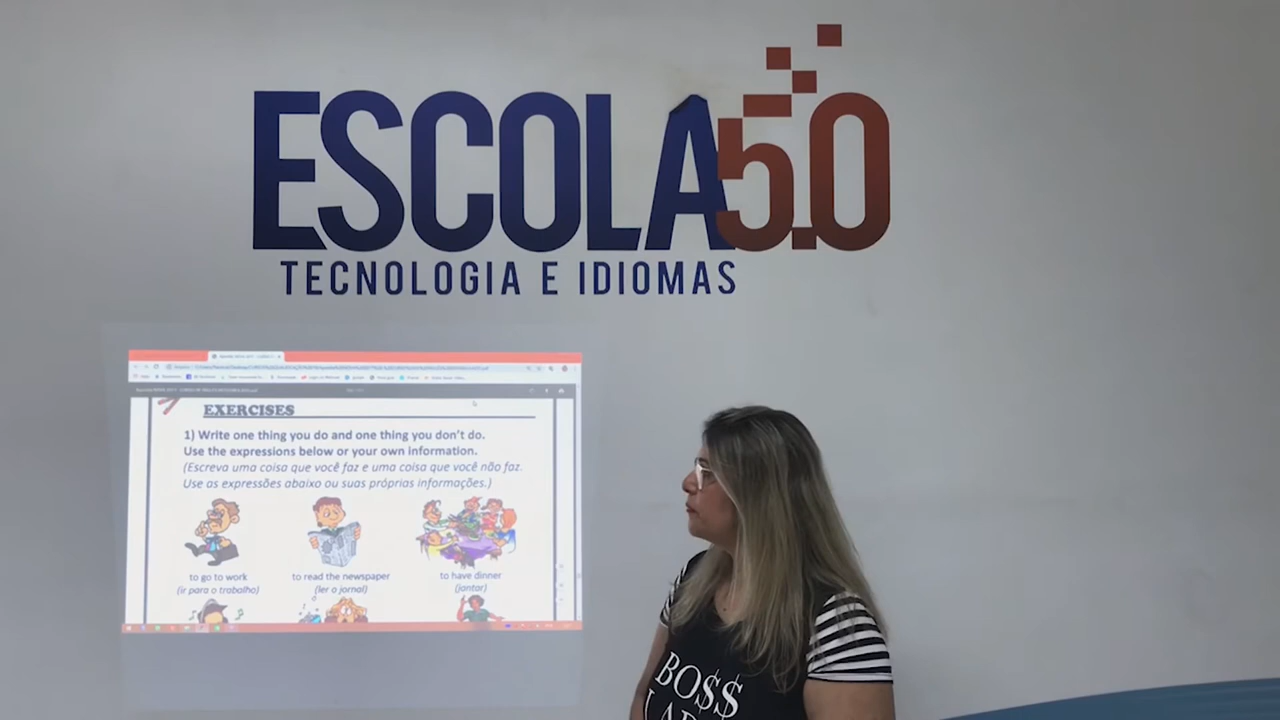 ESCOLA 5.0
TECNOLOGIA E IDIOMAS
EXERCISES
1) Write one thing you do and one thing you don't do.
Use the expressions below or your own information.
(Escreva uma coisa que você faz e uma coisa que você não faz.
Use as expressões abaixo ou suas próprias informações.)
to go to work
(ir para o trabalho)
to read the newspaper
(ler o jornal)
to have dinner
(jantar)
BO$$